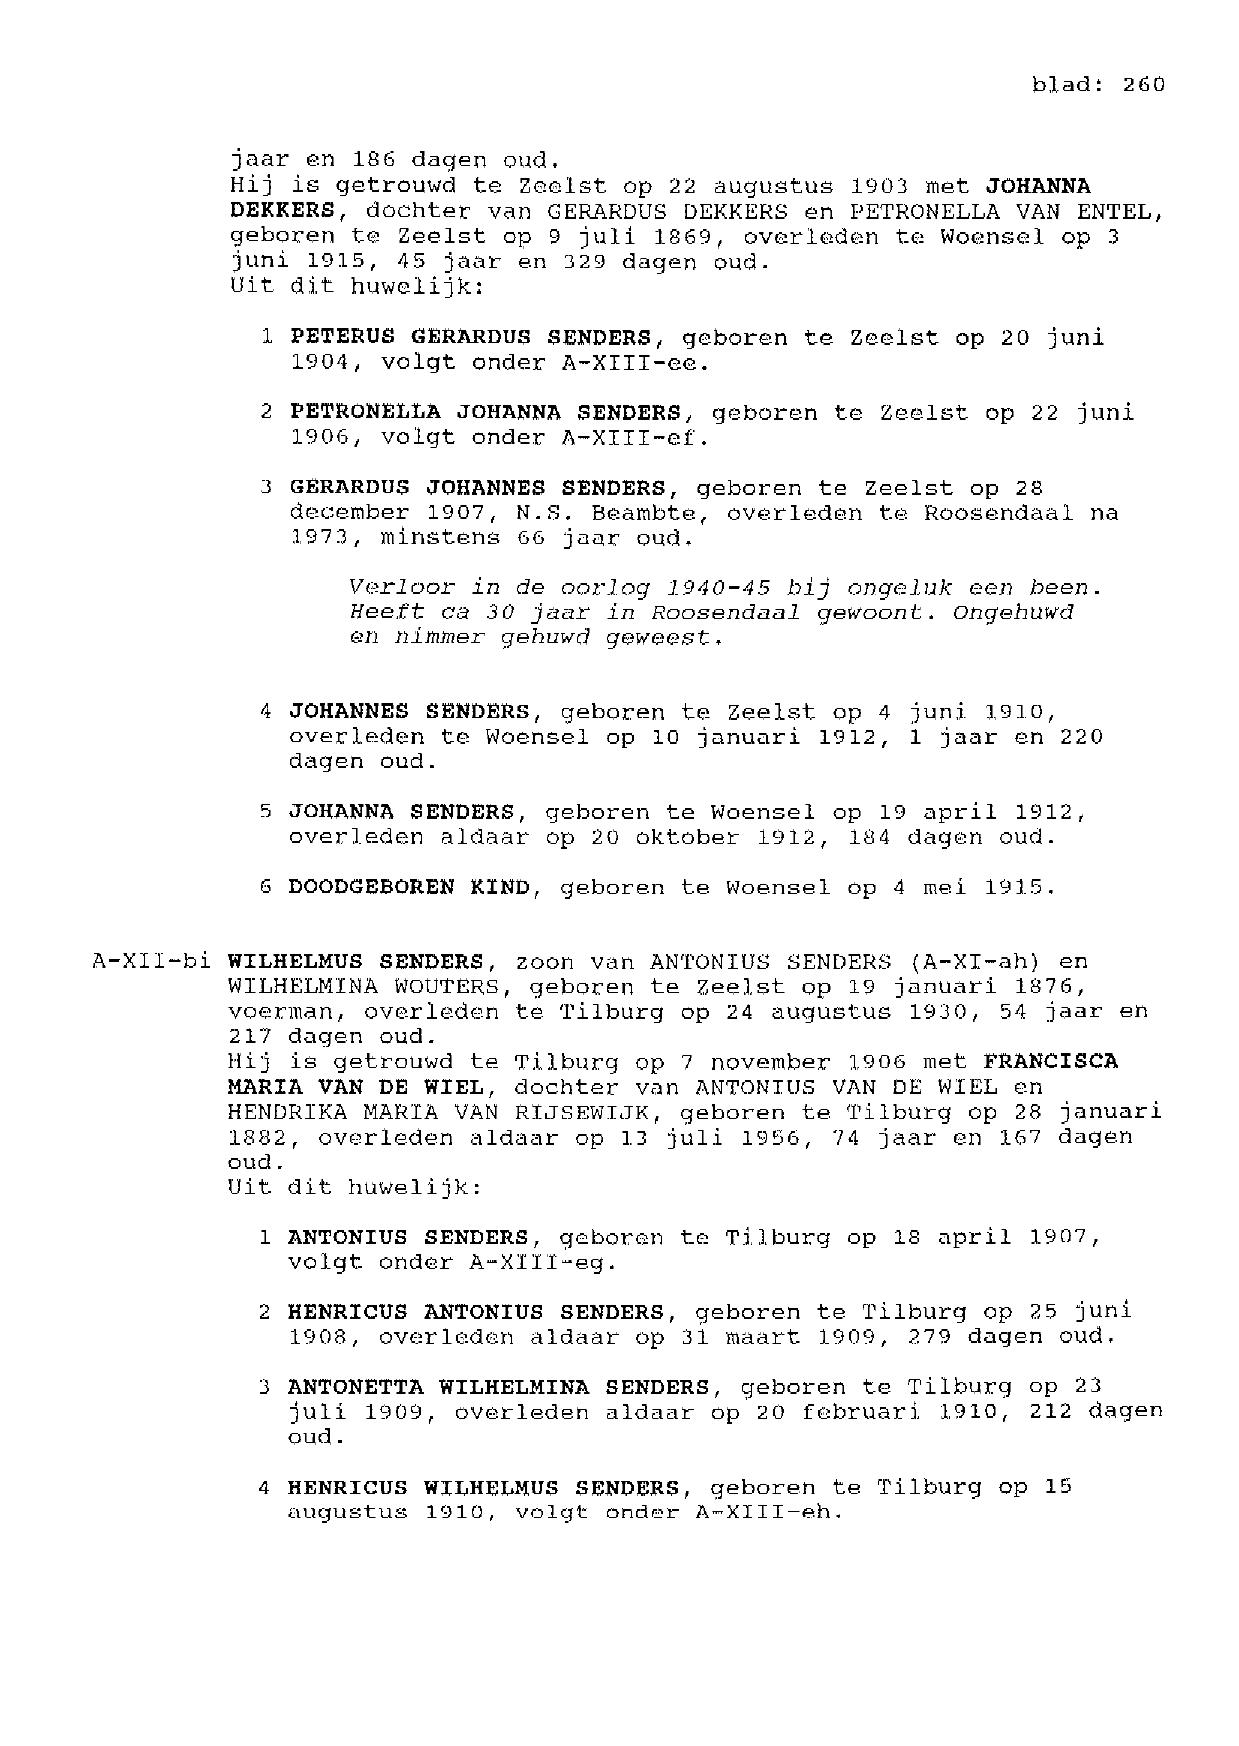 blad: 260
jaar en 186 dagen oud.
Hij is getrouwd te Zeelst op 22 augustus 1903 met JOHANNA
DEKKERS, dochter van GERARDUS DEKKERS en PETRONELLA VAN ENTEL,
geboren te Zeelst op 9 juli 1869, overleden te Woensel op 3
juni 1915, 45 jaar en 329 dagen oud.
Uit dit huwelijk:
1 PETERUS GERARDUS SENDERS, geboren te Zeelst op 20 juni
1904, volgt onder A-XIII-ee.
2 PETRONELLA JOHANNA SENDERS, geboren te Zeelst op 22 juni
1906, volgt onder A-XIII-ef.
3 GERARDUS JOHANNES SENDERS, geboren te Zeelst op 28
december 1907, N.S. Beambte, overleden te Roosendaal na
1973, minstens 66 jaar oud.
Verloor in de oorlog 1940-45 bij ongeluk een been.
Heeft ca 30 jaar in Roosendaal gewoont. Ongehuwd
en nimmer gehuwd geweest.
4 JOHANNES SENDERS, geboren te Zeelst op 4 juni 1910,
overleden te Woensel op 10 januari 1912, 1 jaar en 220
dagen oud.
5 JOHANNA SENDERS, geboren te Woensel op 19 april 1912,
overleden aldaar op 20 oktober 1912, 184 dagen oud.
6 DOODGEBOREN KIND, geboren te Woensel op 4 mei 1915.
A-XII-bi WILHELMUS SENDERS, zoon van ANTONIUS SENDERS (A-XI-ah) en
WILHELMINA WOUTERS, geboren te Zeelst op 19 januari 1876,
voerman, overleden te Tilburg op 24 augustus 1930, 54 jaar en
217 dagen oud.
Hij is getrouwd te Tilburg op 7 november 1906 met FRANCISCA
MARIA VAN DE WIEL, dochter van ANTONIUS VAN DE WIEL en
HENDRIKA MARIA VAN RIJSEWIJK, geboren te Tilburg op 28 januari
1882, overleden aldaar op 13 juli 1956, 74 jaar en 167 dagen
oud.
Uit dit huwelijk:
1 ANTONIUS SENDERS, geboren te Tilburg op 18 april 1907,
volgt onder A-XIII-eg.
2 HENRICUS ANTONIUS SENDERS, geboren te Tilburg op 25 juni
1908, overleden aldaar op 31 maart 1909, 279 dagen oud.
3 ANTONETTA WILHELMINA SENDERS, geboren te Tilburg op 23
juli 1909, overleden aldaar op 20 februari 1910, 212 dagen
oud.
4 HENRICUS WILHELMUS SENDERS, geboren te Tilburg op 15
augustus 1910, volgt onder A-XIII-eh.